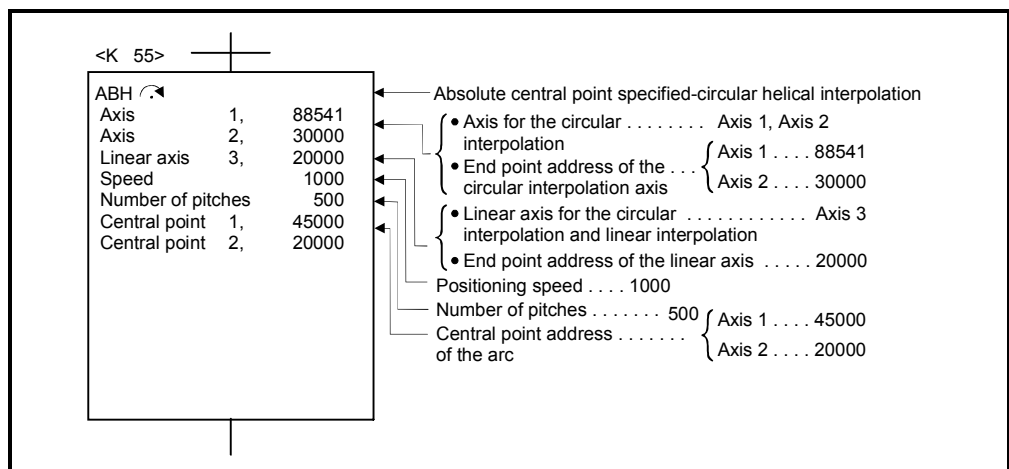 <K 55>
ABH
Axis 1, 88541
Axis 2, 30000
Linear axis 3, 20000
Speed 1000
Number of pitches 500
Central point 1, 45000
Central point 2, 20000
Absolute central point specified-circular helical interpolation
• Axis for the circular . . . . . . . . Axis 1, Axis 2
interpolation
• End point address of the . . .
circular interpolation axis
Axis 1 . . . . 88541
Axis 2 . . . . 30000
• Linear axis for the circular . . . . . . . . . . . . Axis 3
interpolation and linear interpolation
• End point address of the linear axis . . . . . 20000
Positioning speed . . . . 1000
Number of pitches . . . . . . . 500
Central point address . . . . . . .
of the arc
Axis 1 . . . . 45000
Axis 2 . . . . 20000